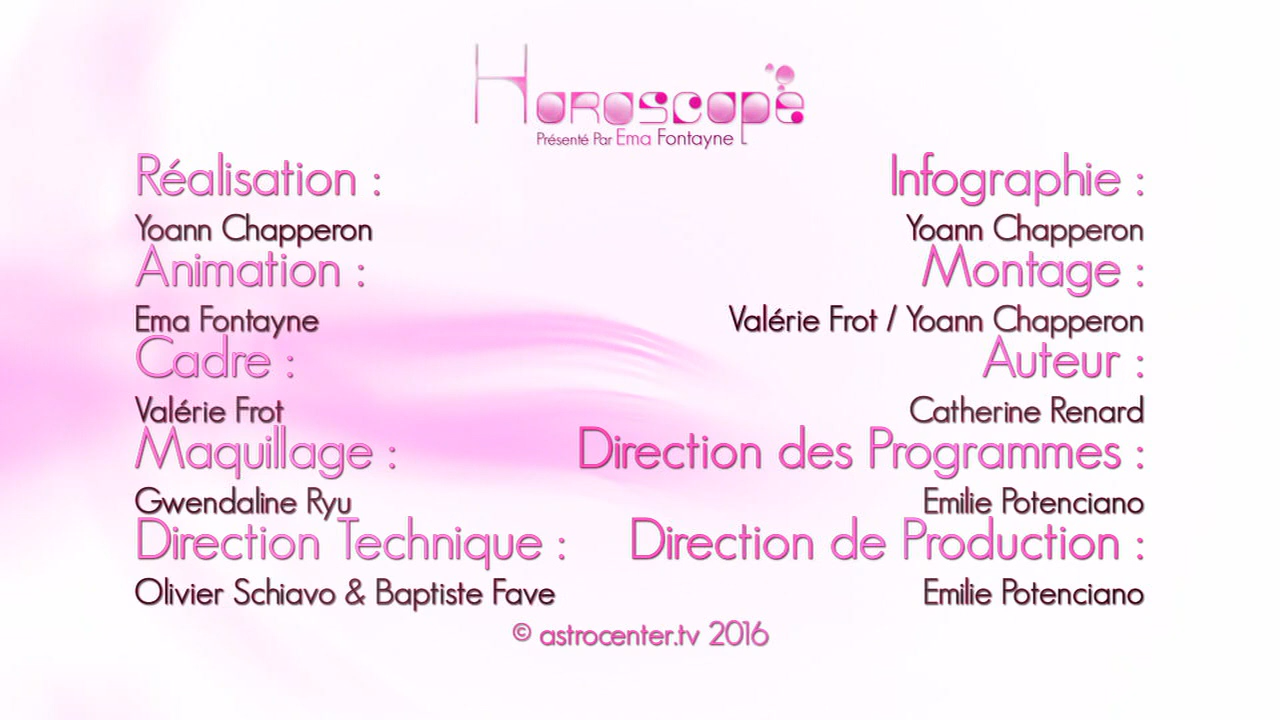 Horoscope
Présenté Par Ema Fontayne
Réalisation :
Yoann Chapperon
Animation :
Ema Fontayne
Cadre :
Valérie Frot
Maquillage :
Gwendaline Ryu
Direction Technique :
Olivier Schiavo & Baptiste Fave
Infographie :
Yoann Chapperon
Montage :
Valérie Frot / Yoann Chapperon
Auteur :
Catherine Renard
Direction des Programmes :
Emilie Potenciano
Direction de Production :
Emilie Potenciano
© astrocenter.tv 2016